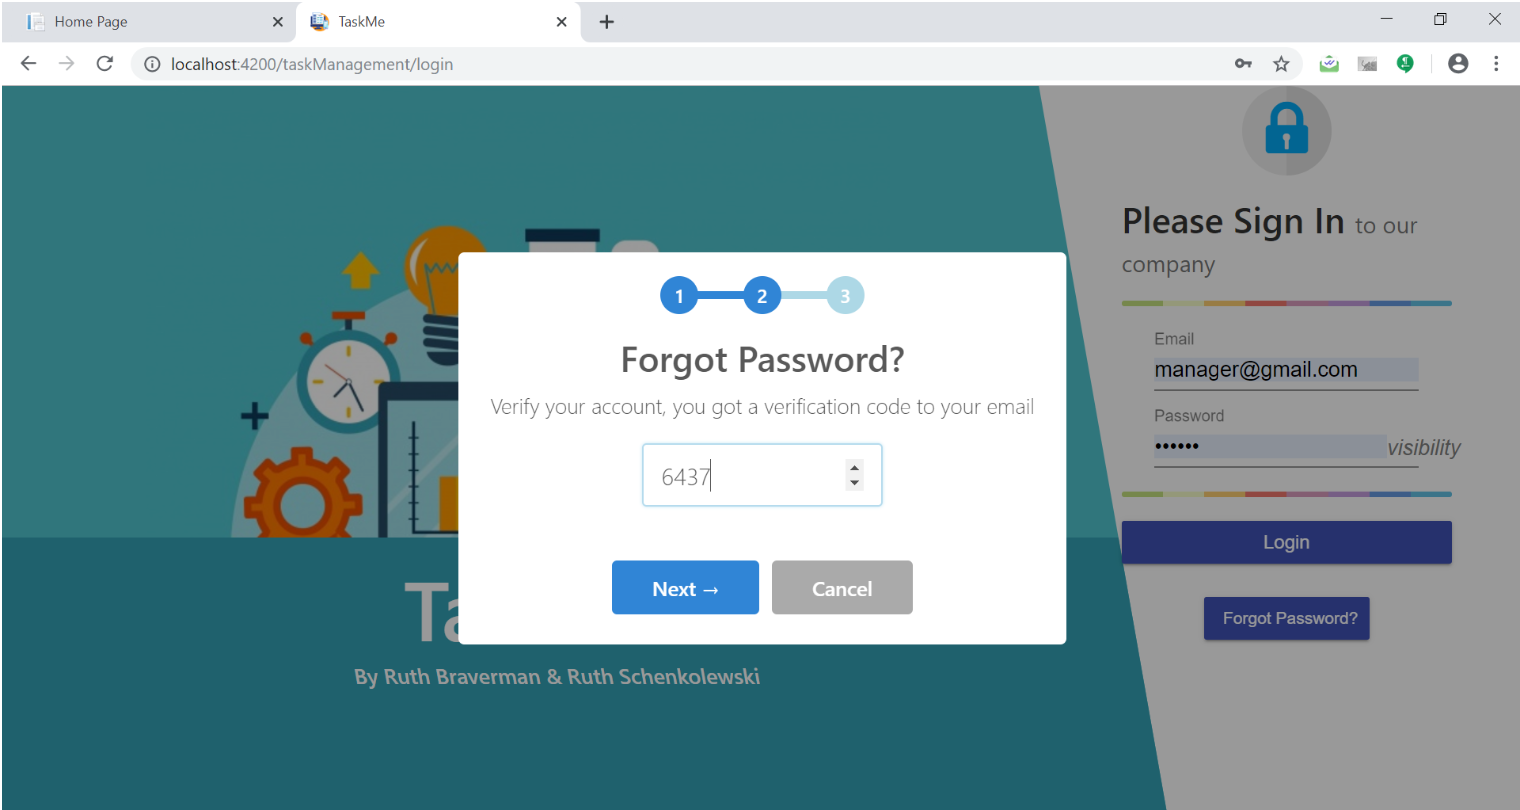 Home Page
TaskMe
localhost:4200/taskManagement/login
1
2
3
Forgot Password?
Verify your account, you got a verification code to your email
6437
Next →
Cancel
By Ruth Braverman & Ruth Schenkolewski
Please Sign In to our
company
Email
manager@gmail.com
Password
•••••• visibility
Login
Forgot Password?